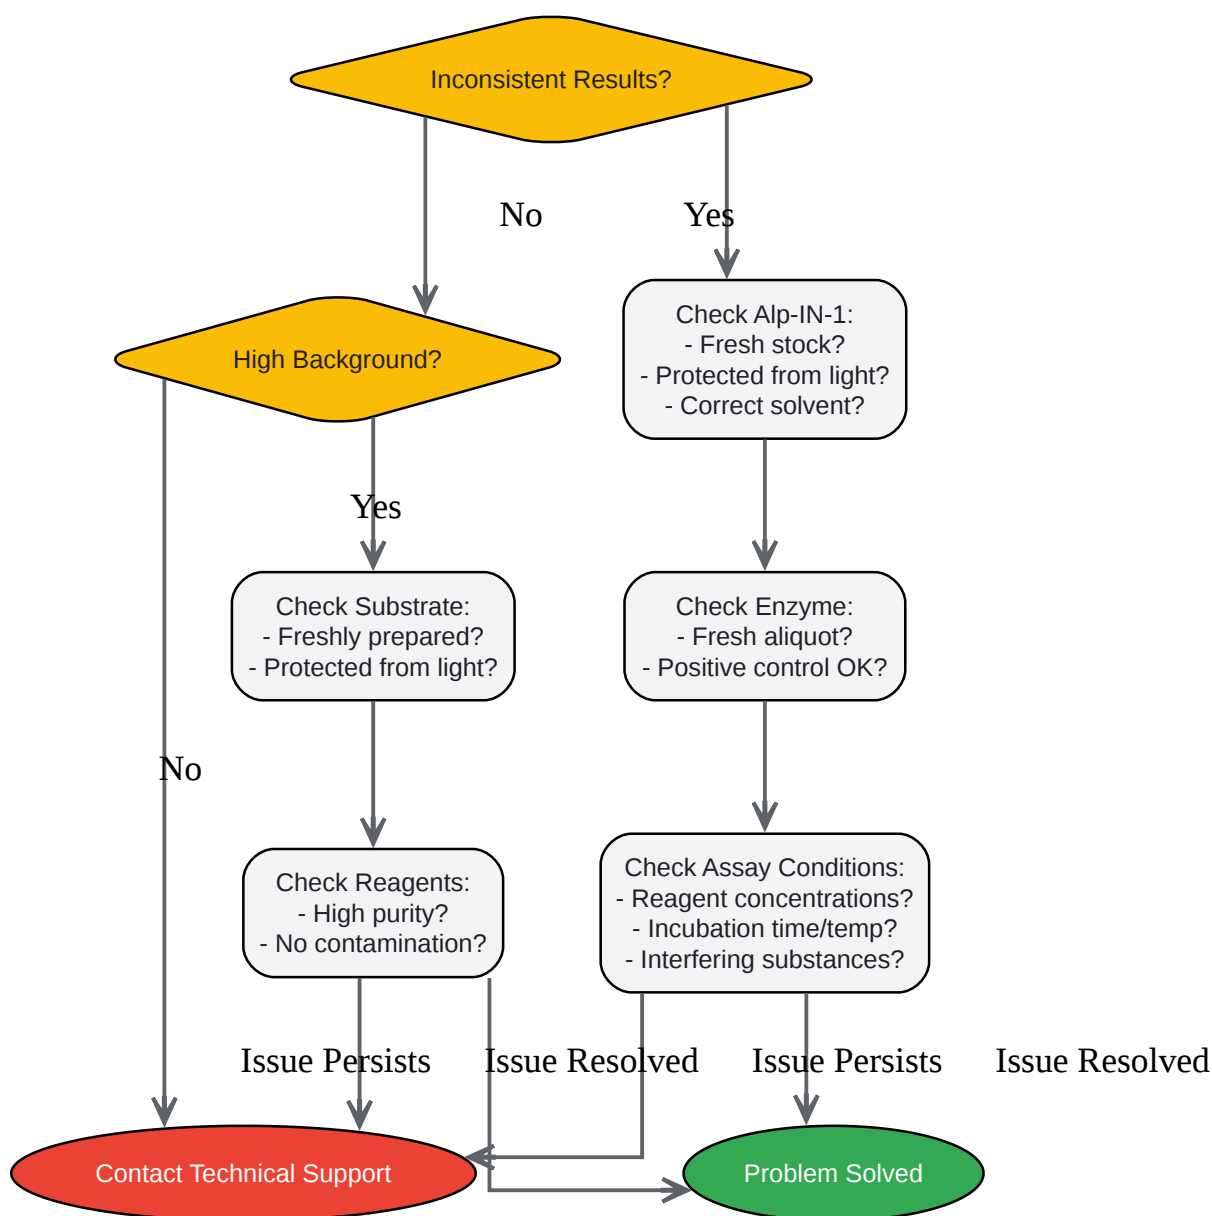 Inconsistent Results?
No
Yes
Check Alp-IN-1:
- Fresh stock?
- Protected from light?
- Correct solvent?
High Background?
Yes
Check Substrate:
- Freshly prepared?
- Protected from light?
Check Enzyme:
- Fresh aliquot?
- Positive control OK?
No
Check Reagents:
- High purity?
- No contamination?
Check Assay Conditions:
- Reagent concentrations?
- Incubation time/temp?
- Interfering substances?
Issue Persists
Issue Resolved
Issue Persists
Issue Resolved
Contact Technical Support
Problem Solved